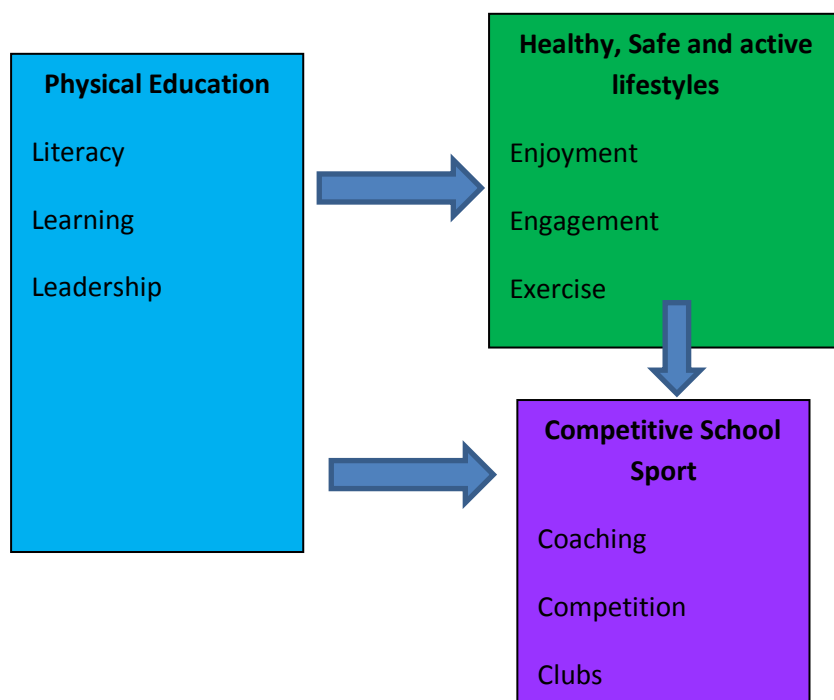 Physical Education
Literacy
Learning
Leadership
Healthy, Safe and active
lifestyles
Enjoyment
Engagement
Exercise
Competitive School
Sport
Coaching
Competition
Clubs